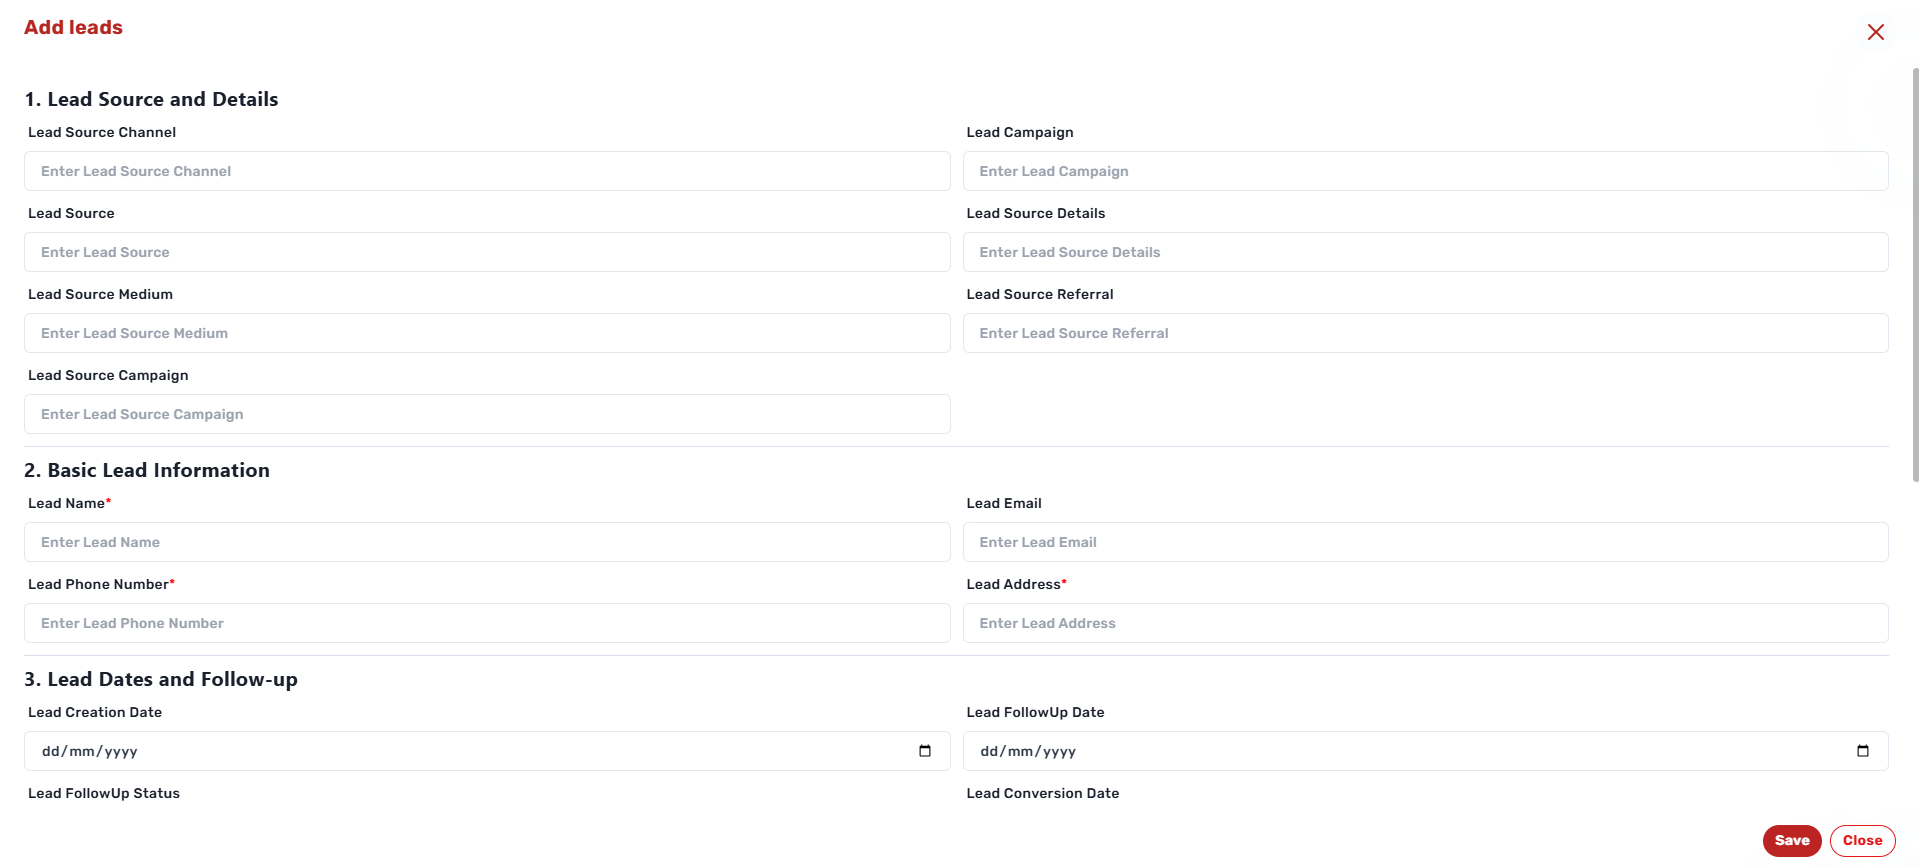 Add leads
1. Lead Source and Details
Lead Source Channel
Lead Campaign
Enter Lead Source Channel
Enter Lead Campaign
Lead Source
Lead Source Details
Enter Lead Source
Enter Lead Source Details
Lead Source Medium
Lead Source Referral
Enter Lead Source Medium
Enter Lead Source Referral
Lead Source Campaign
Enter Lead Source Campaign
2. Basic Lead Information
Lead Name*
Lead Email
Enter Lead Name
Enter Lead Email
Lead Phone Number*
Lead Address*
Enter Lead Phone Number
Enter Lead Address
3. Lead Dates and Follow-up
Lead Creation Date
Lead FollowUp Date
dd/mm/yyyy
dd/mm/yyyy
Lead FollowUp Status
Lead Conversion Date
Save
Close